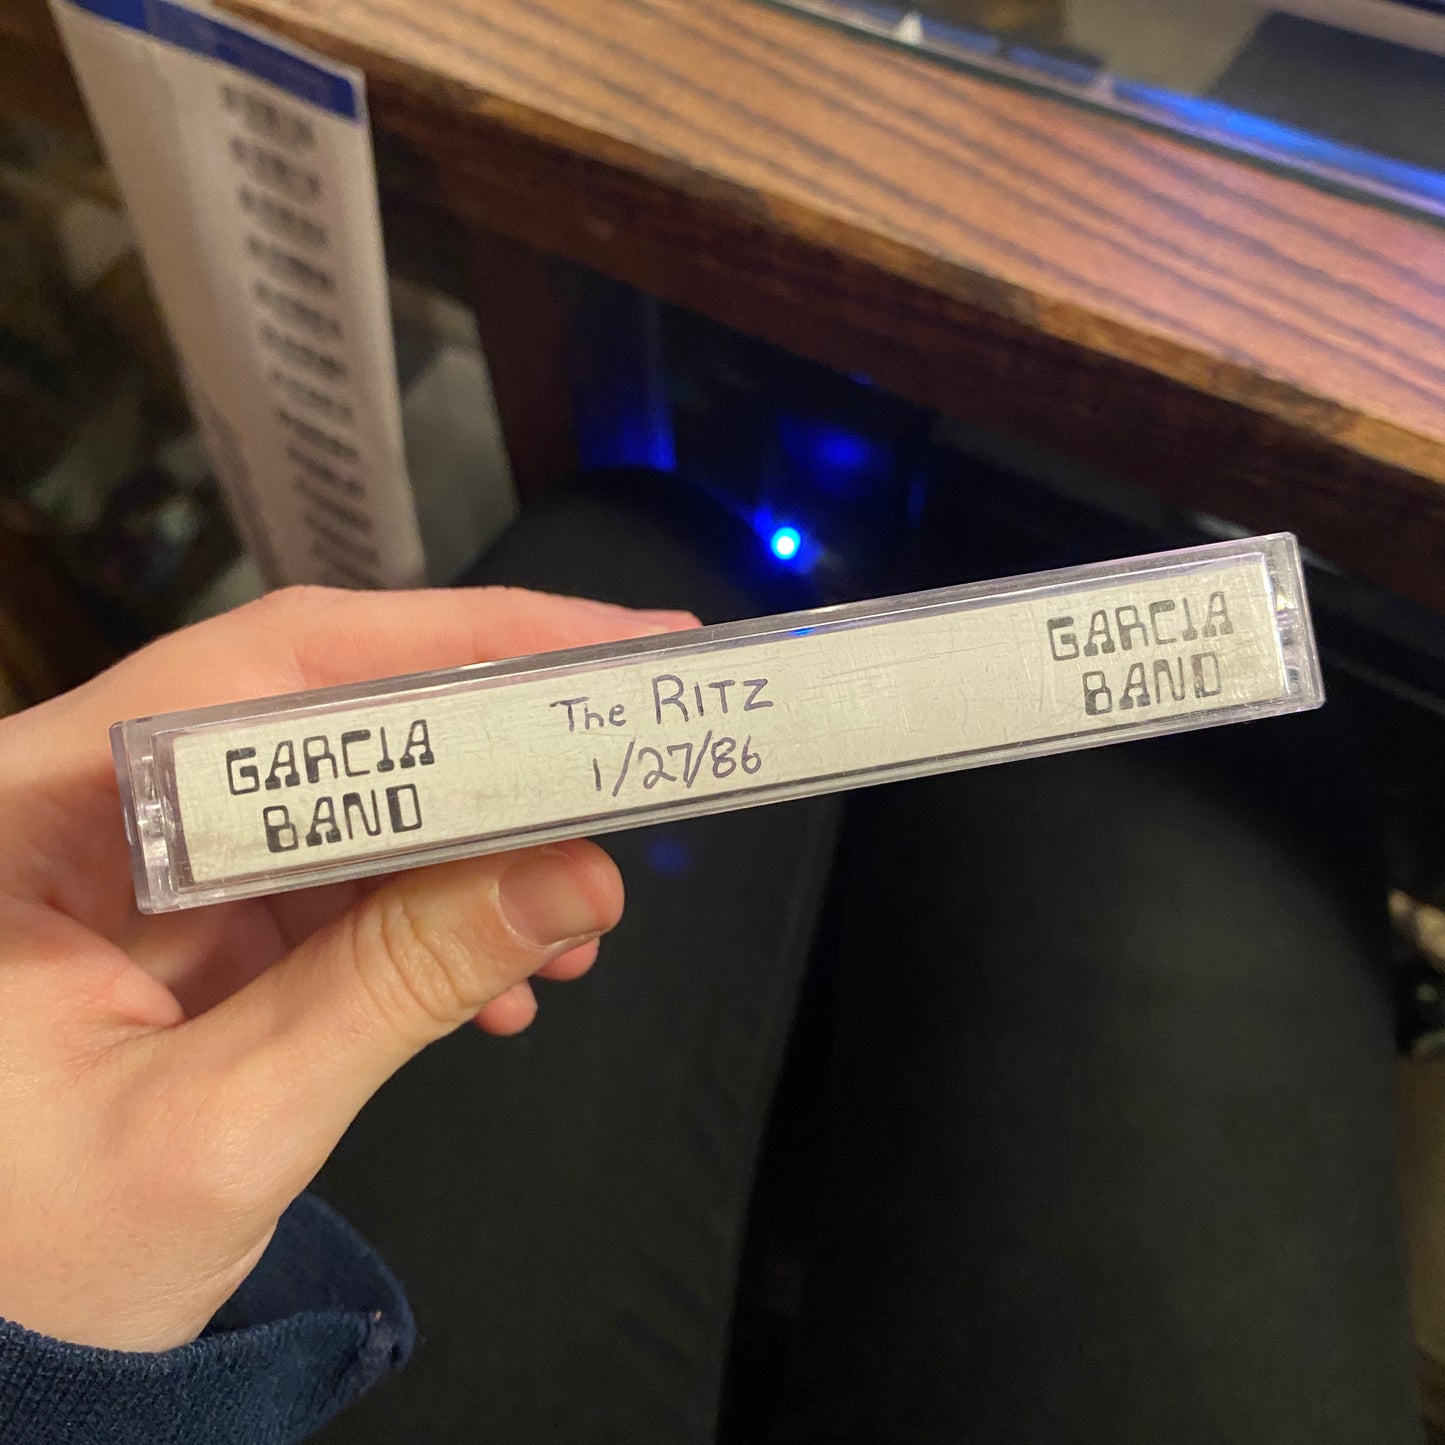 GARCIA
BAND
The RITZ
1/27/86
GARCIA
BAND